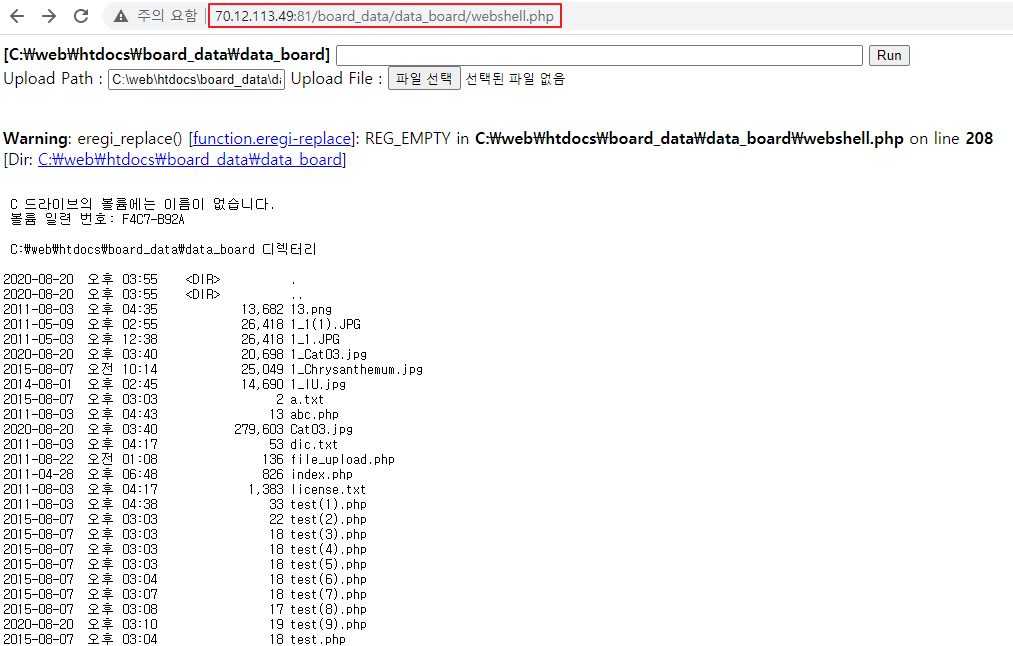 주의 요함 70.12.113.49:81/board_data/data_board/webshell.php
[C:₩web₩htdocs₩board_data₩data_board] Run
Upload Path : C:\web\htdocs\board_data\da Upload File : 파일 선택 선택된 파일 없음
Warning: eregi_replace() [function.eregi-replace]: REG_EMPTY in C:₩web₩htdocs₩board_data₩data_board₩webshell.php on line 208
[Dir: C:₩web₩htdocs₩board_data₩data_board]
C 드라이브의 볼륨에는 이름이 없습니다.
볼륨 일련 번호: F4C7-B92A
C:₩web₩htdocs₩board_data₩data_board 디렉터리
2020-08-20 오후 03:55 <DIR> .
2020-08-20 오후 03:55 <DIR> ..
2011-08-03 오후 04:35 13,682 13.png
2011-05-09 오후 02:55 26,418 1_1(1).JPG
2011-05-03 오후 12:38 26,418 1_1.JPG
2020-08-20 오후 03:40 20,698 1_Cat03.jpg
2015-08-07 오전 10:14 25,049 1_Chrysanthemum.jpg
2014-08-01 오후 02:45 14,690 1_IU.jpg
2015-08-07 오후 03:03 2 a.txt
2011-08-03 오후 04:43 13 abc.php
2020-08-20 오후 03:40 279,603 Cat03.jpg
2011-08-03 오후 04:17 53 dic.txt
2011-08-22 오전 01:08 136 file_upload.php
2011-04-28 오후 06:48 826 index.php
2011-08-03 오후 04:17 1,383 license.txt
2011-08-03 오후 04:38 33 test(1).php
2015-08-07 오후 03:03 22 test(2).php
2015-08-07 오후 03:03 18 test(3).php
2015-08-07 오후 03:03 18 test(4).php
2015-08-07 오후 03:03 18 test(5).php
2015-08-07 오후 03:04 18 test(6).php
2015-08-07 오후 03:07 18 test(7).php
2015-08-07 오후 03:08 17 test(8).php
2020-08-20 오후 03:10 19 test(9).php
2015-08-07 오후 03:04 18 test.php